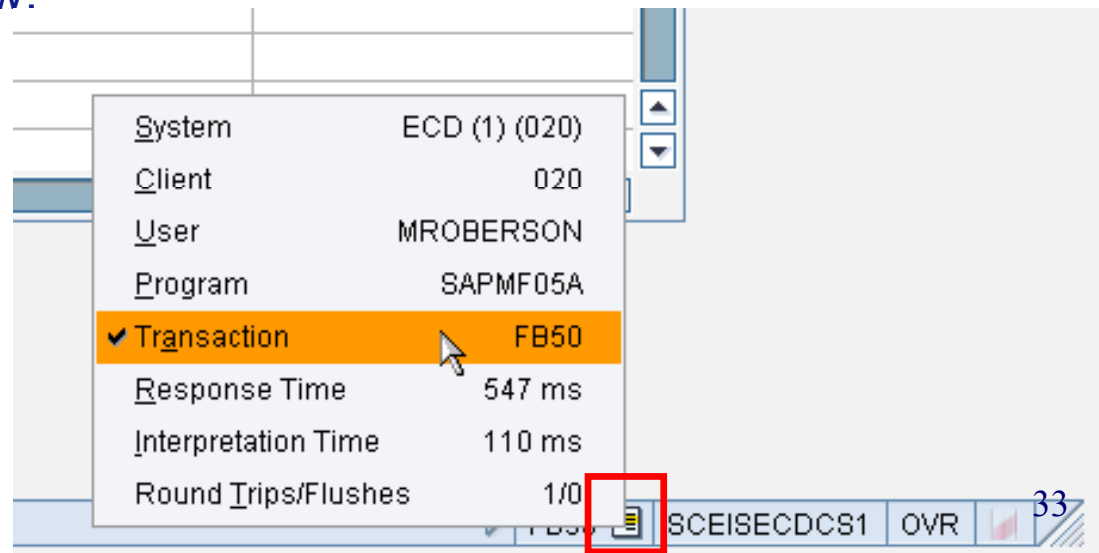 System ECD (1) (020)
Client 020
User MROBERSON
Program SAPMF05A
Transaction FB50
Response Time 547 ms
Interpretation Time 110 ms
Round Trips/Flushes 1/0
SCEISECDCS1 OVR 33